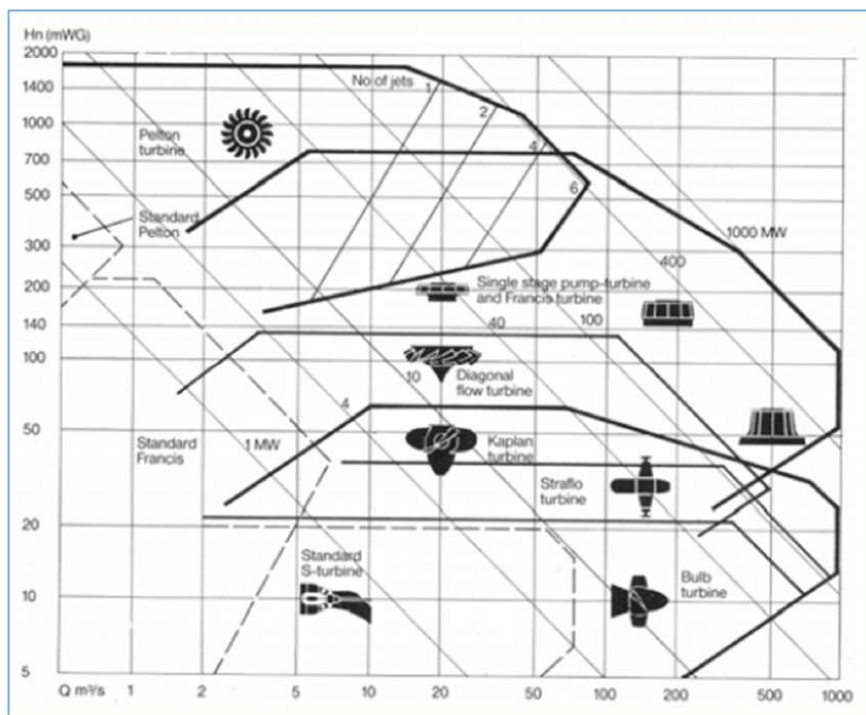 Hn (mWG)
2000
1400
1000
700
500
300
200
140
100
50
20
10
5
No of jets
1
2
4
6
Pelton
turbine
Standard
Pelton
1000 MW
400
Single stage pump-turbine
and Francis turbine
40
100
10
Diagonal
flow turbine
4
Standard
Francis
1 MW
Kaplan
turbine
Straflo
turbine
Standard
S-turbine
Bulb
turbine
Q m³/s
1
2
5
10
20
50
100
200
500
1000